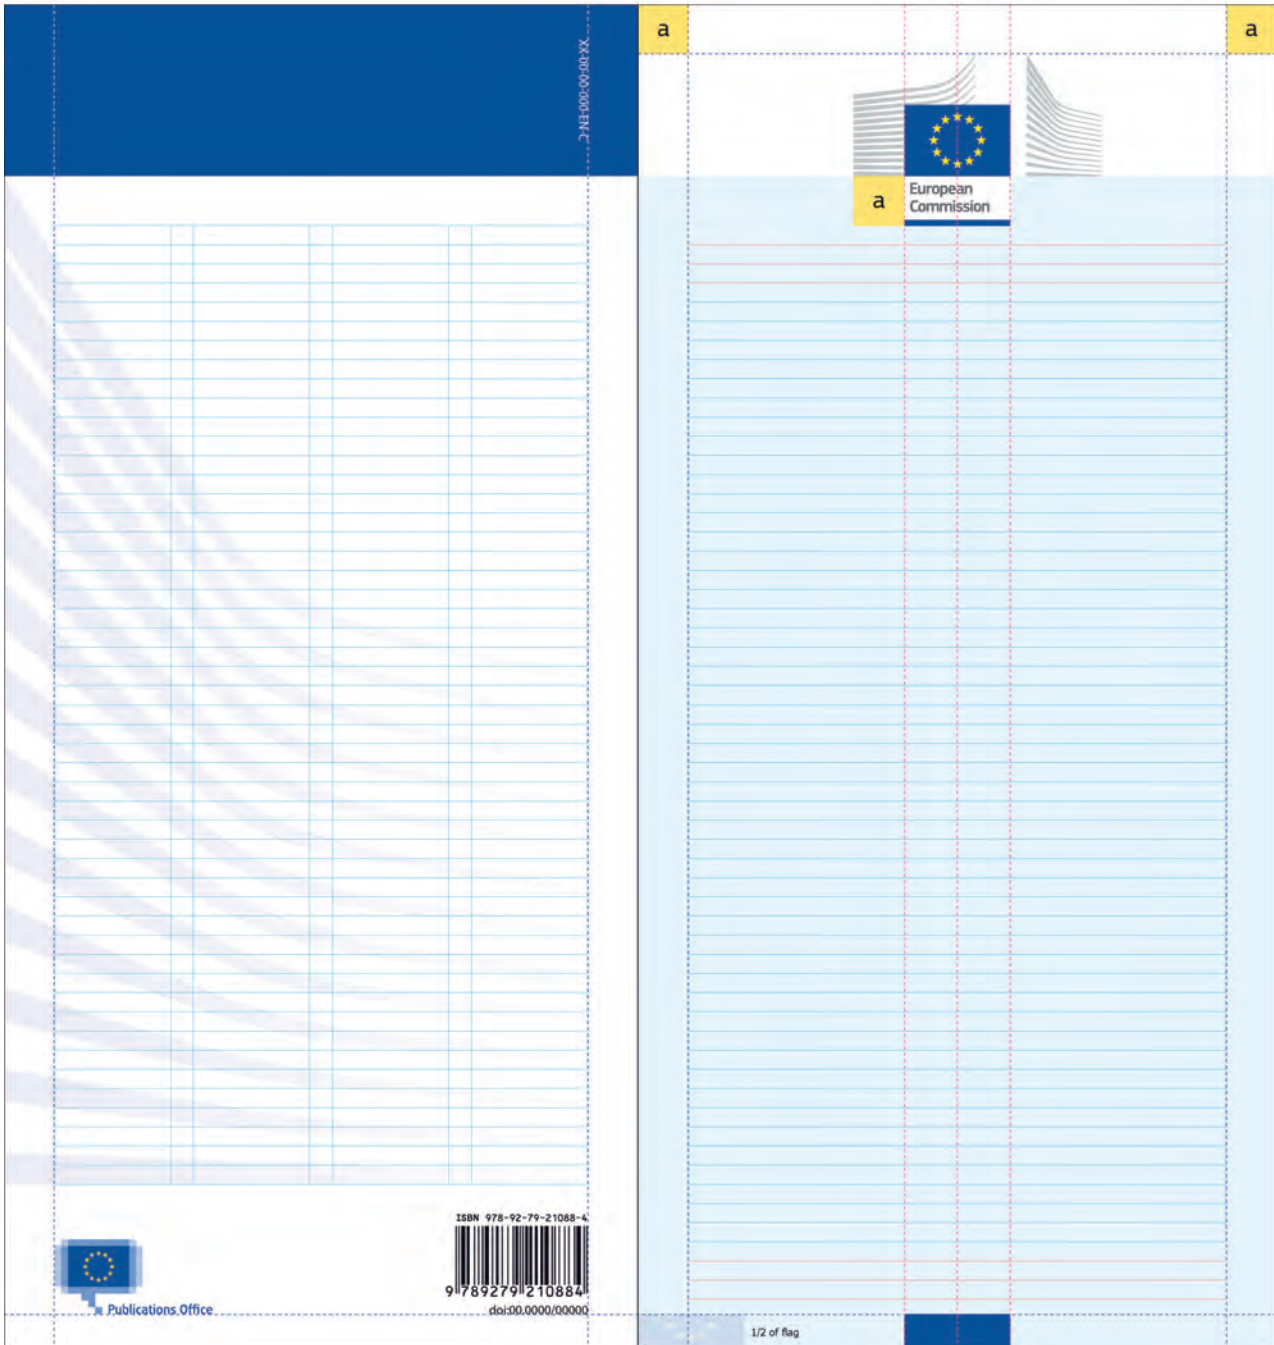 XX-00-00-000-EN-C
ISBN 978-92-79-21088-4
9 789279 210884
doi:00.0000/00000
Publications Office
a
a
a
European
Commission
1/2 of flag